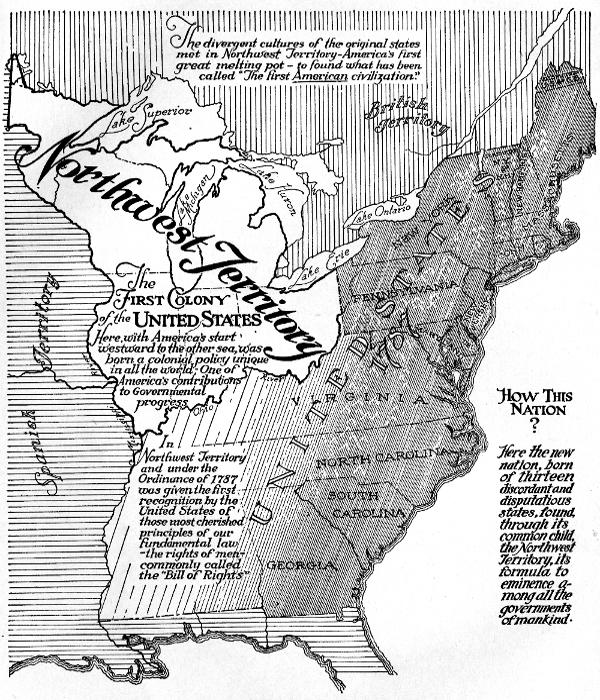 The divergent cultures of the original states
met in Northwest Territory-America's first
great melting pot - to found what has been
called "The first American civilization."
British
Territory
Lake Superior
Northwest Territory
Lake Michigan
Lake Huron
Lake Ontario
Lake Erie
NEW YORK
PENNSYLVANIA
UNITED STATES
1787
The
FIRST COLONY
of the UNITED STATES
Here, with America's start
westward to the other sea, was
born a colonial policy unique
in all the world. One of
America's contributions
to Governmental
progress.
Ohio
River
Spanish Territory
VIRGINIA
NORTH CAROLINA
SOUTH
CAROLINA
GEORGIA
In
Northwest Territory
and under the
Ordinance of 1787
was given the first
recognition by the
United States of
those most cherished
principles of our
fundamental law
-the rights of men-
commonly called
the "Bill of Rights"
HOW THIS
NATION
?
Here the new
nation, born
of thirteen
discordant and
disputatious
states, found,
through its
common child,
the Northwest
Territory, its
formula to
eminence a-
mong all the
governments
of mankind.